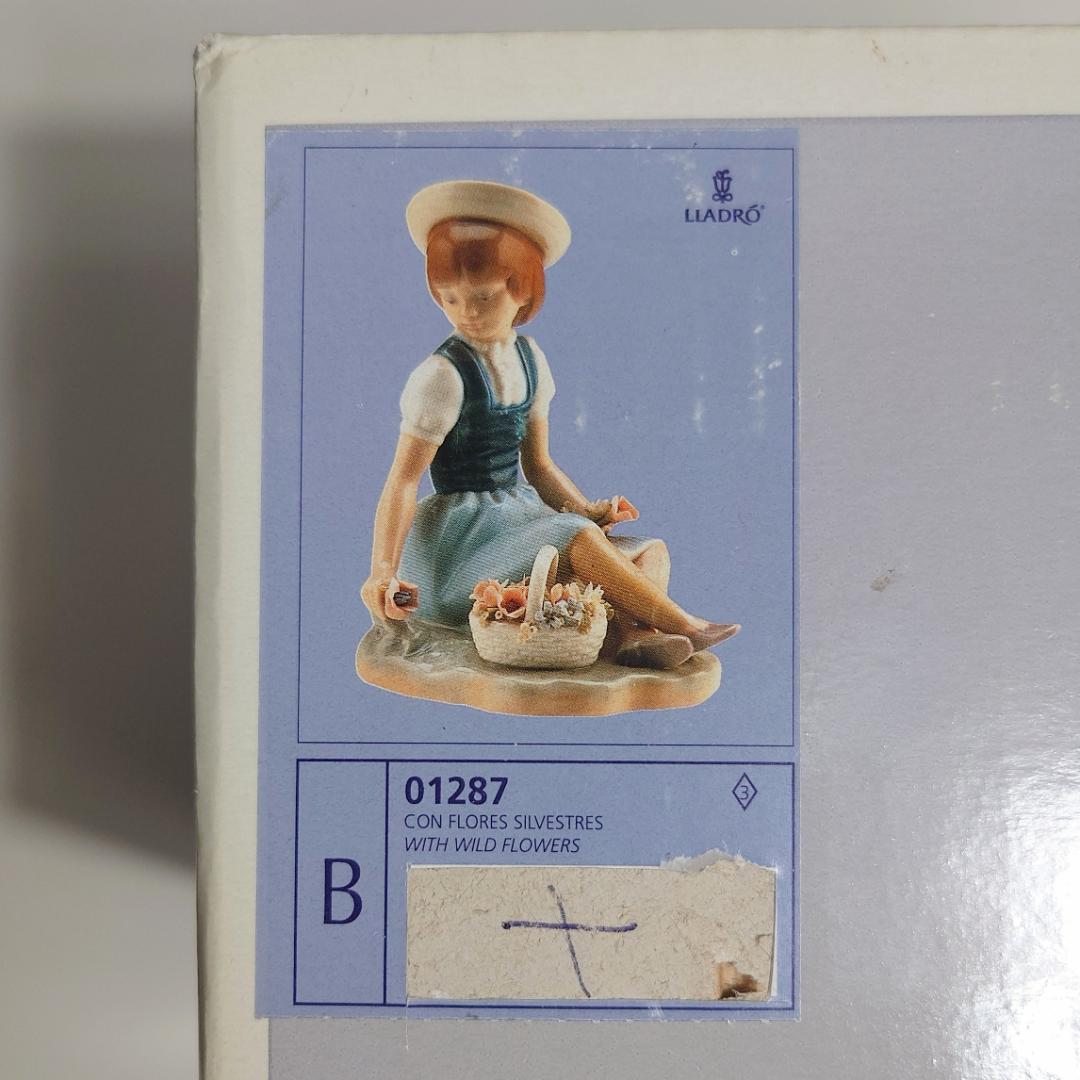 LLADRÓ®
01287
3
CON FLORES SILVESTRES
WITH WILD FLOWERS
B